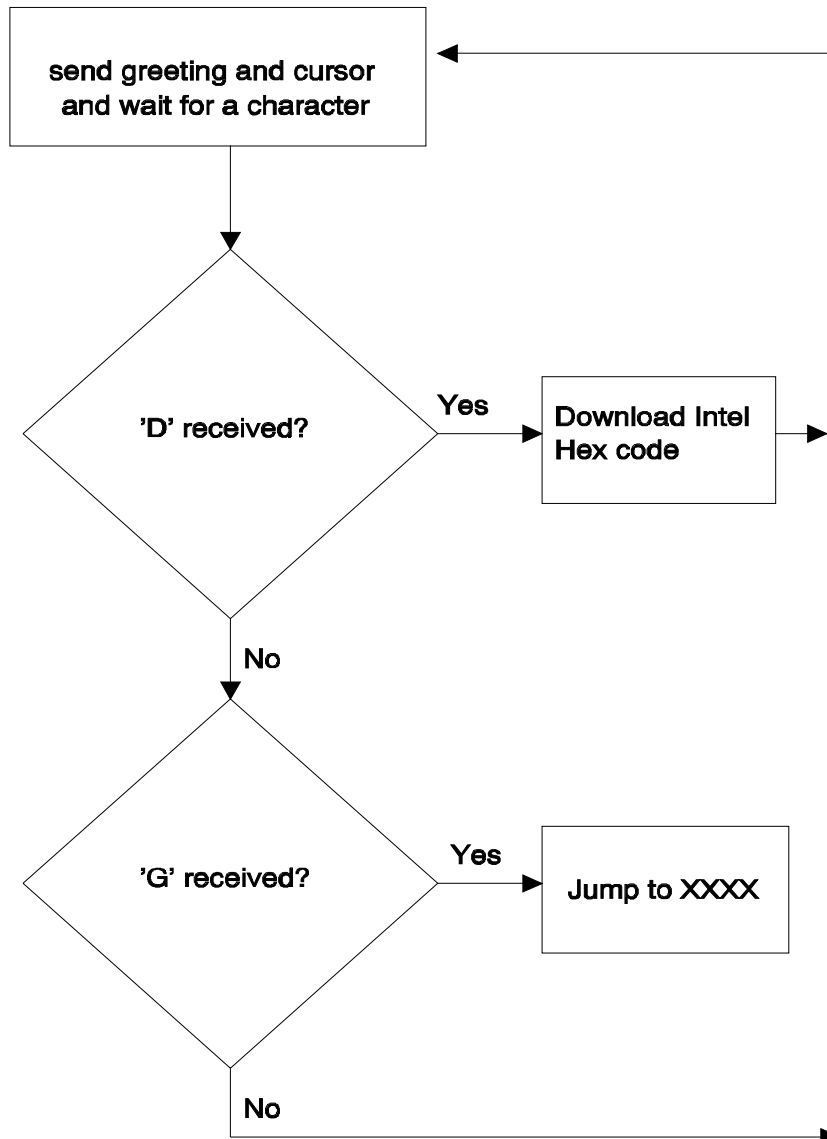 send greeting and cursor
and wait for a character
’D’ received?
Yes
Download Intel
Hex code
No
’G’ received?
Yes
Jump to XXXX
No